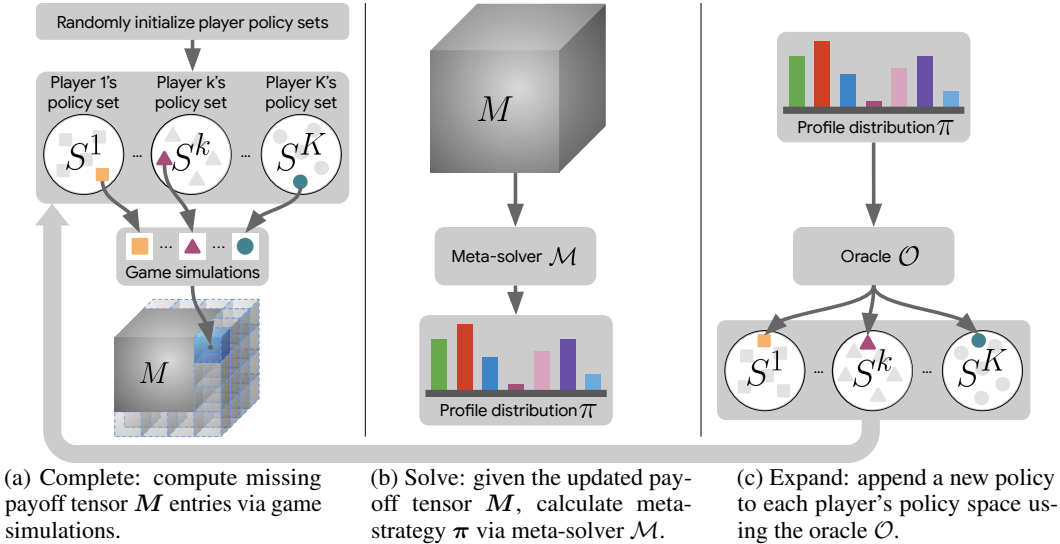 Randomly initialize player policy sets
Player 1's
policy set
Player k's
policy set
Player K's
policy set
S^1 ... S^k ... S^K
... ...
Game simulations
M
(a) Complete: compute missing
payoff tensor M entries via game
simulations.
M
Meta-solver M
Profile distribution π
(b) Solve: given the updated pay-
off tensor M, calculate meta-
strategy π via meta-solver M.
Profile distribution π
Oracle O
S^1 ... S^k ... S^K
(c) Expand: append a new policy
to each player's policy space us-
ing the oracle O.